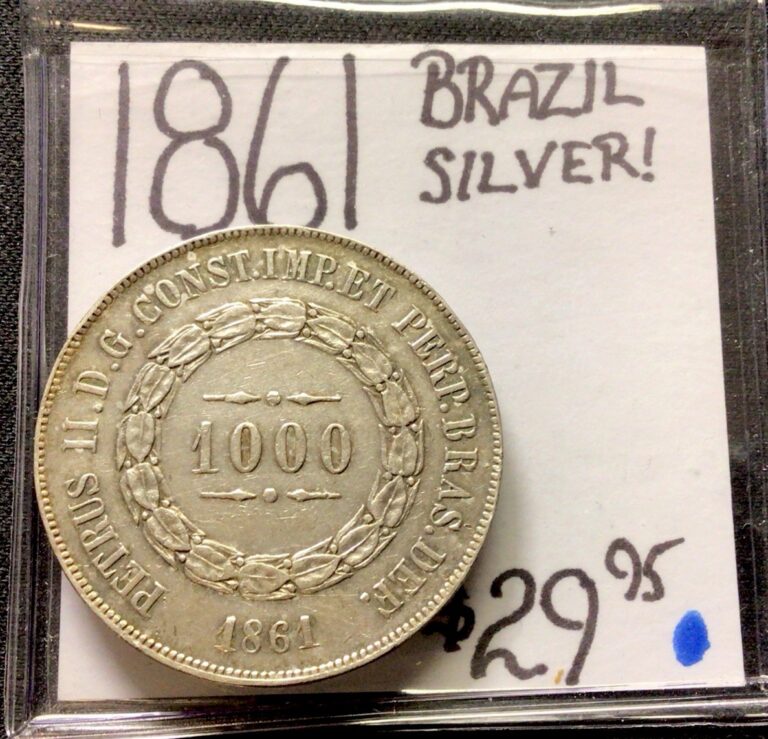 1861
BRAZIL
SILVER!
PETRUS II.D.G.CONST.IMP.ET PERP.BRAS.DEF.
1000
1861
$29.95